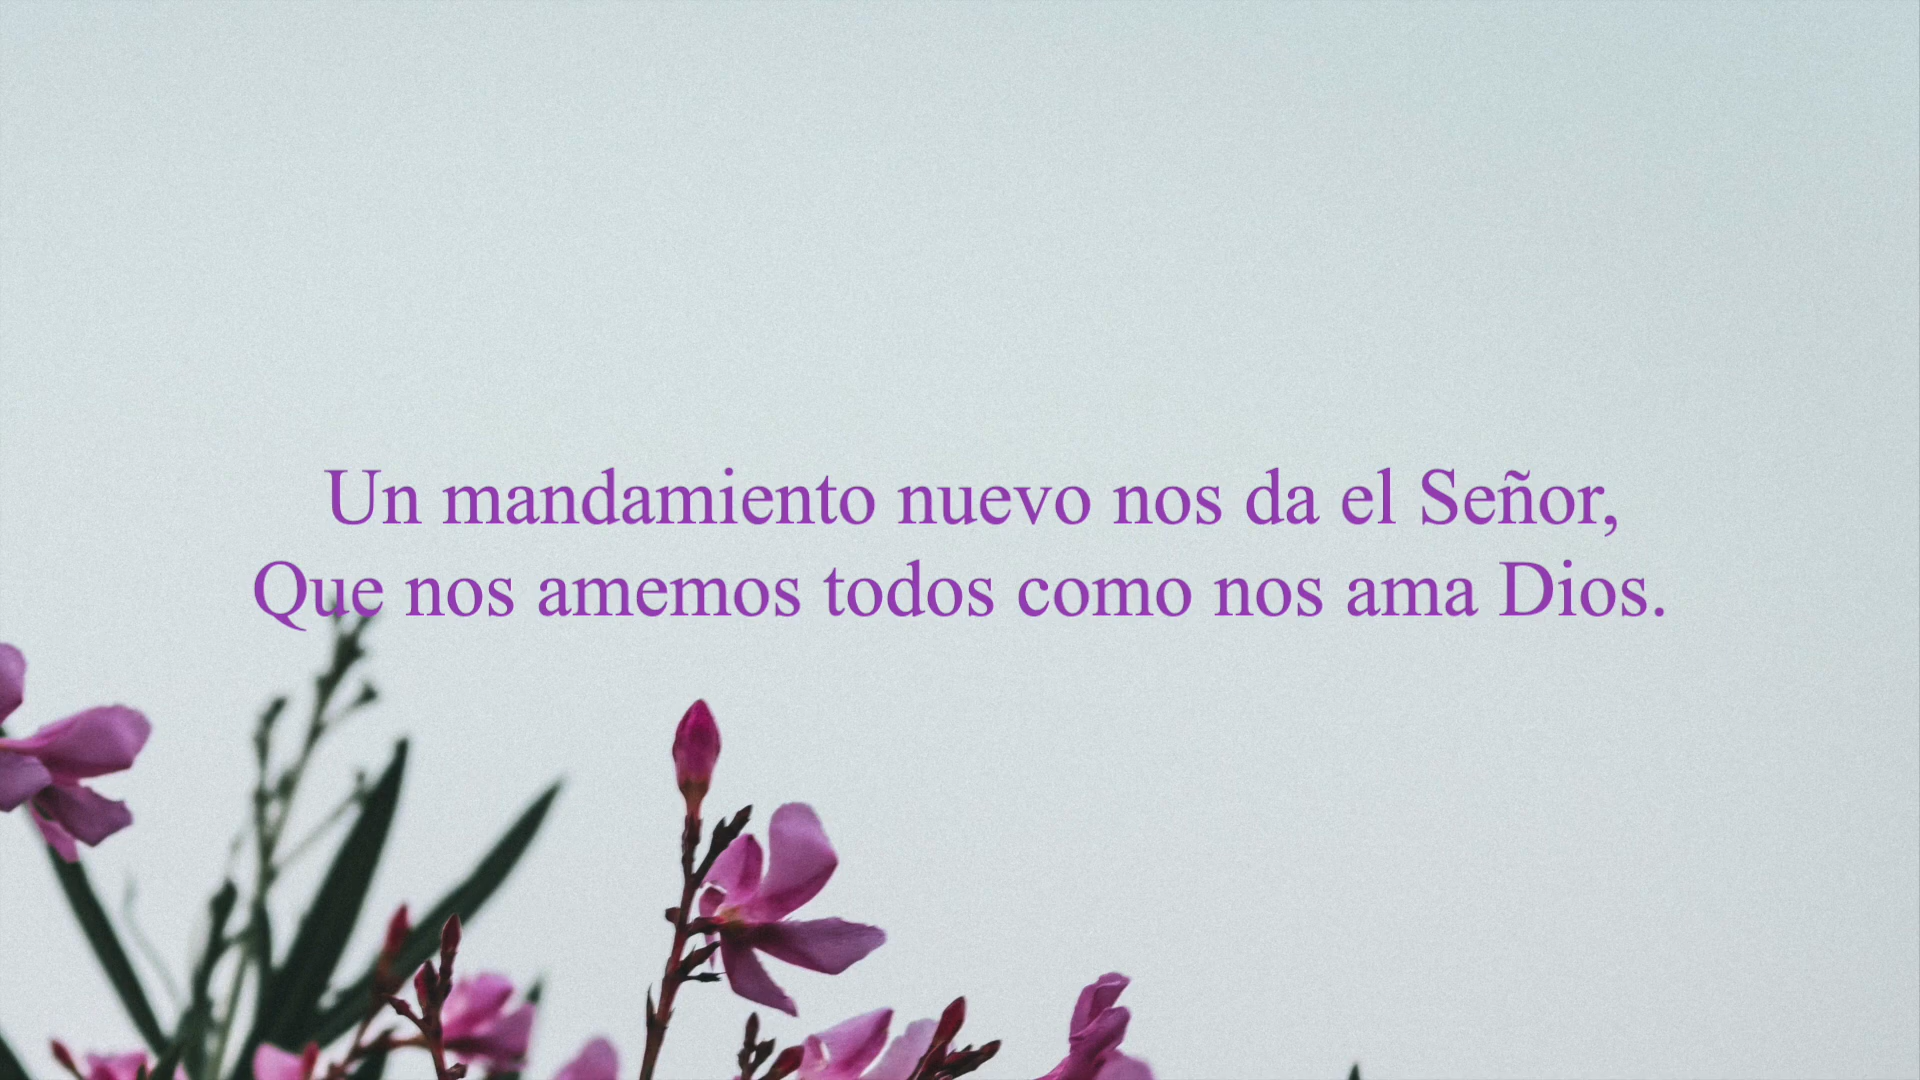 Un mandamiento nuevo nos da el Señor,
Que nos amemos todos como nos ama Dios.